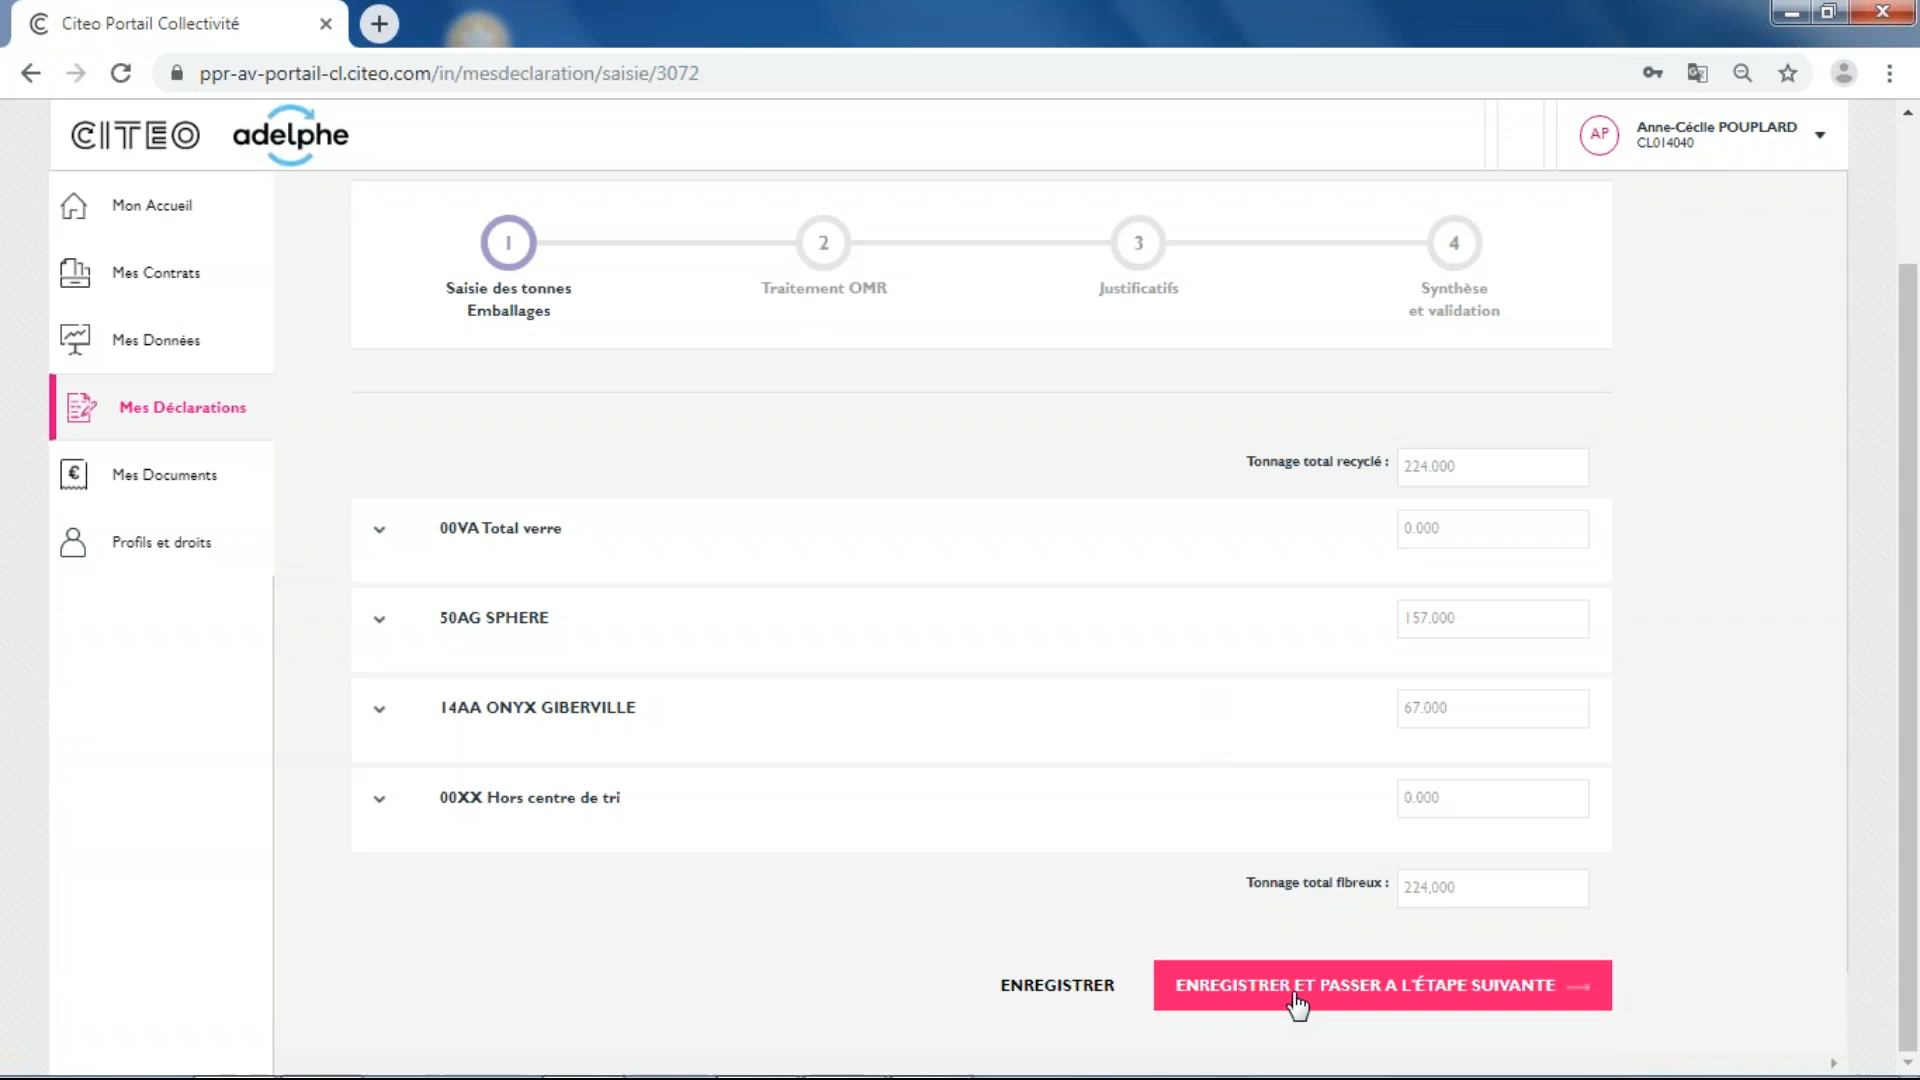 Citeo Portail Collectivité
ppr-av-portail-cl.citeo.com/in/mesdeclaration/saisie/3072
CITEO adelphe
AP
Anne-Cécile POUPLARD
CL014040
Mon Accueil
Mes Contrats
Mes Données
Mes Déclarations
Mes Documents
Profils et droits
1
Saisie des tonnes
Emballages
2
Traitement OMR
3
Justificatifs
4
Synthèse
et validation
Tonnage total recyclé : 224.000
00VA Total verre 0.000
50AG SPHERE 157.000
14AA ONYX GIBERVILLE 67.000
00XX Hors centre de tri 0.000
Tonnage total fibreux : 224,000
ENREGISTRER
ENREGISTRER ET PASSER A L'ÉTAPE SUIVANTE